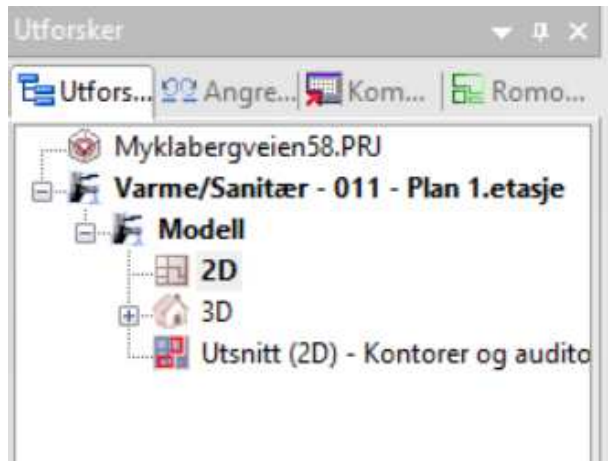 Utforsker
Utfors... Angre... Kom... Romo...
Myklabergveien58.PRJ
Varme/Sanitær - 011 - Plan 1.etasje
Modell
2D
3D
Utsnitt (2D) - Kontorer og audito